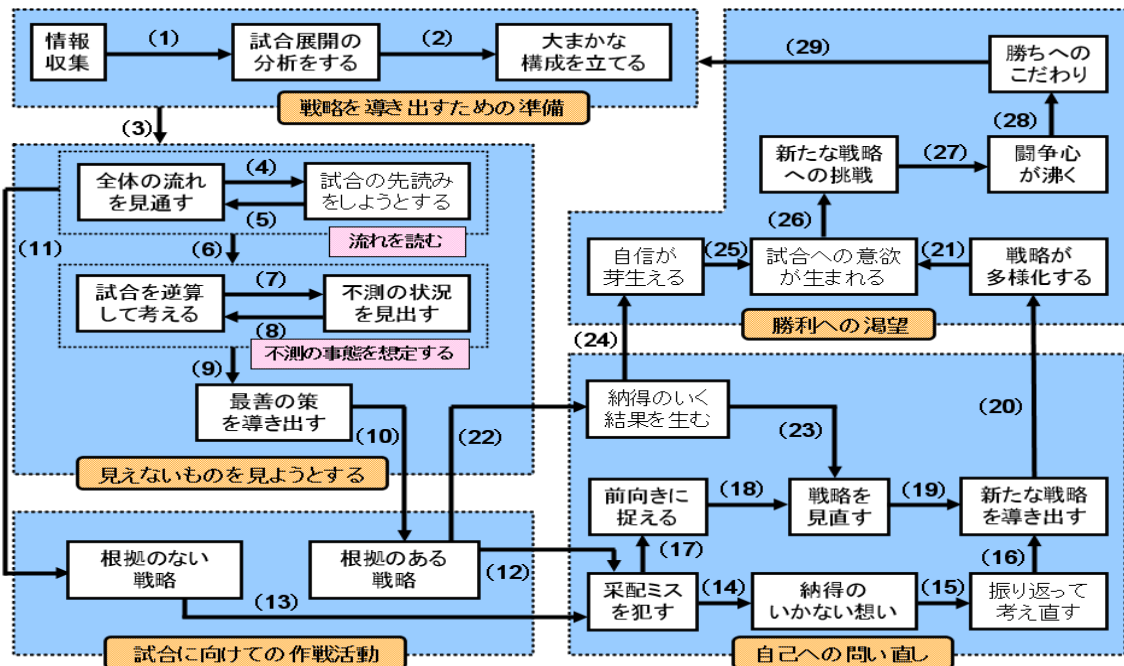 情報
収集
(1)
試合展開の
分析をする
(2)
大まかな
構成を立てる
戦略を導き出すための準備
(3)
全体の流れ
を見通す
(4)
試合の先読み
をしようとする
(5)
流れを読む
(6)
(11)
試合を逆算
して考える
(7)
不測の状況
を見出す
(8)
不測の事態を想定する
(9)
最善の策
を導き出す
(10)
見えないものを見ようとする
(22)
根拠のない
戦略
根拠のある
戦略
(12)
(13)
試合に向けての作戦活動
(29)
勝ちへの
こだわり
(28)
新たな戦略
への挑戦
(27)
闘争心
が沸く
(26)
自信が
芽生える
(25)
試合への意欲
が生まれる
(21)
戦略が
多様化する
勝利への渇望
(24)
納得のいく
結果を生む
(23)
(20)
前向きに
捉える
(18)
戦略を
見直す
(19)
新たな戦略
を導き出す
(17)
(16)
采配ミス
を犯す
(14)
納得の
いかない想い
(15)
振り返って
考え直す
自己への問い直し